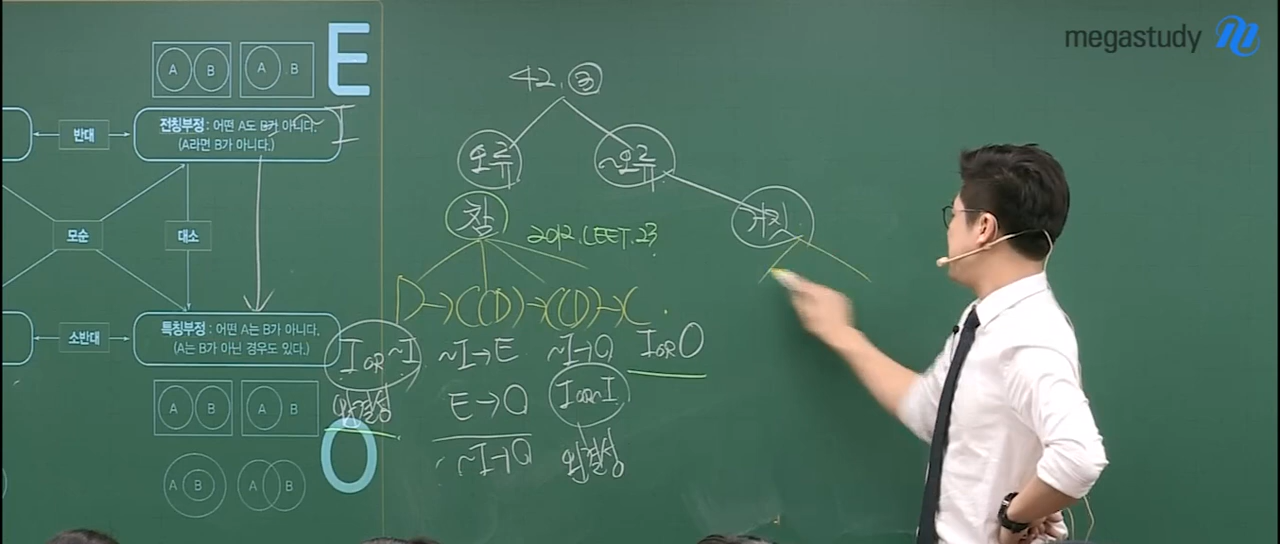 megastudy
E
A B A B
반대
전칭부정 : 어떤 A도 B가 아니다.
(A라면 B가 아니다.)
~I
모순
대소
소반대
특칭부정 : 어떤 A는 B가 아니다.
(A는 B가 아닌 경우도 있다.)
A B A B
O
A B A B
42. ③
오류 ~오류
참 거짓
2012.LEET.23
D→C(D)→C(D)→C.
I OR ~I ~I→E ~I→O I OR O
완결성 E→O I OR ~I
~I→O 완결성